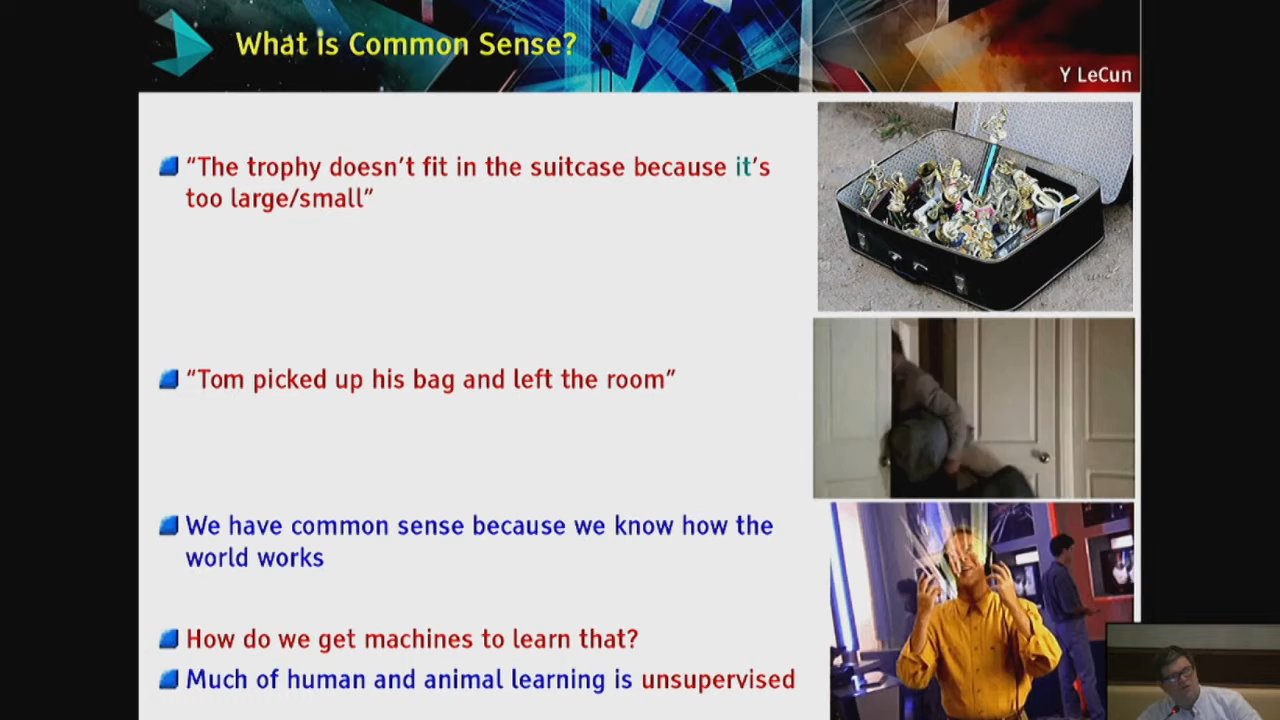 What is Common Sense?
Y LeCun
“The trophy doesn’t fit in the suitcase because it’s
too large/small”
“Tom picked up his bag and left the room”
We have common sense because we know how the
world works
How do we get machines to learn that?
Much of human and animal learning is unsupervised